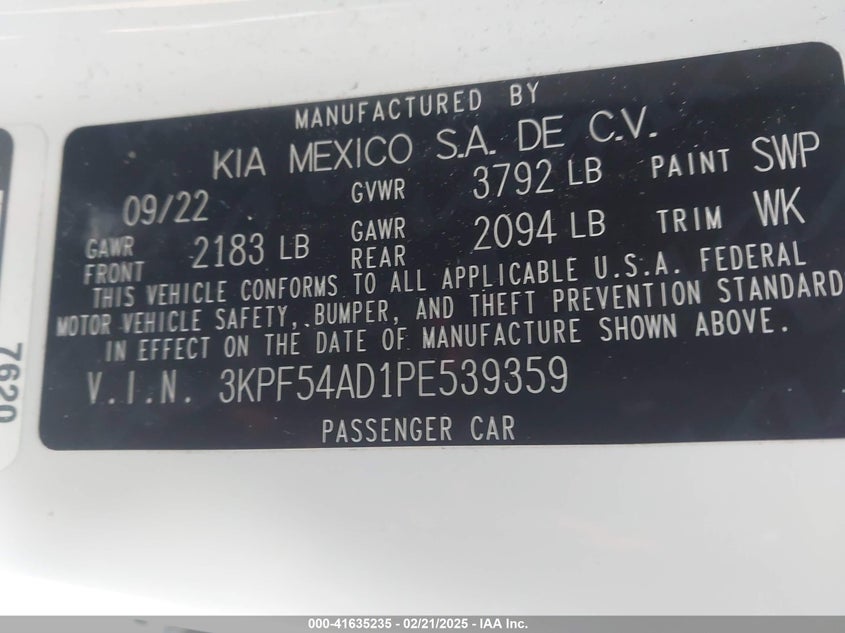 MANUFACTURED BY
KIA MEXICO S.A. DE C.V.
09/22 GVWR 3792 LB PAINT SWP
GAWR FRONT 2183 LB GAWR REAR 2094 LB TRIM WK
THIS VEHICLE CONFORMS TO ALL APPLICABLE U.S.A. FEDERAL
MOTOR VEHICLE SAFETY, BUMPER, AND THEFT PREVENTION STANDARD
IN EFFECT ON THE DATE OF MANUFACTURE SHOWN ABOVE.
V.I.N. 3KPF54AD1PE539359
PASSENGER CAR
7620
000-41635235 - 02/21/2025 - IAA Inc.